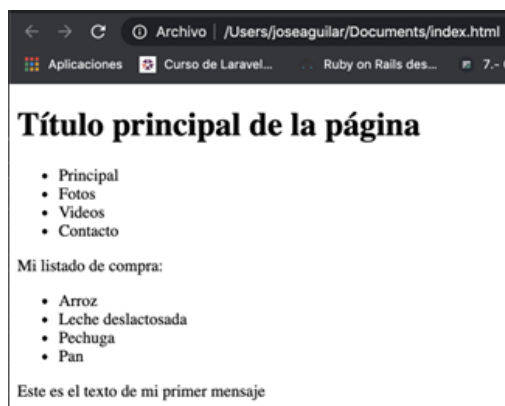 Archivo | /Users/joseaguilar/Documents/index.html
Aplicaciones Curso de Laravel... Ruby on Rails des... 7.-
Título principal de la página
• Principal
• Fotos
• Videos
• Contacto
Mi listado de compra:
• Arroz
• Leche deslactosada
• Pechuga
• Pan
Este es el texto de mi primer mensaje